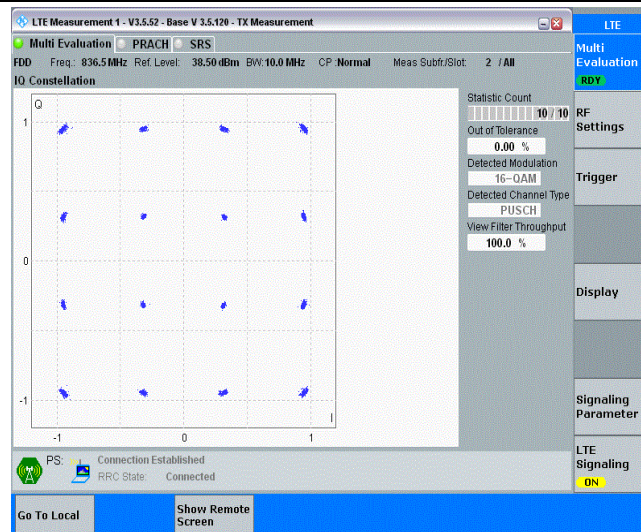 LTE Measurement 1 - V3.5.52 - Base V 3.5.120 - TX Measurement
LTE
Multi Evaluation PRACH SRS
Multi Evaluation
RDY
FDD Freq.: 836.5 MHz Ref. Level: 38.50 dBm BW: 10.0 MHz CP : Normal Meas Subfr./Slot: 2 / All
IQ Constellation
Q
1
0
-1
-1 0 1
I
Statistic Count
10 / 10
Out of Tolerance
0.00 %
Detected Modulation
16-QAM
Detected Channel Type
PUSCH
View Filter Throughput
100.0 %
RF Settings
Trigger
Display
Signaling Parameter
LTE Signaling
ON
PS: Connection Established
RRC State: Connected
Go To Local
Show Remote Screen